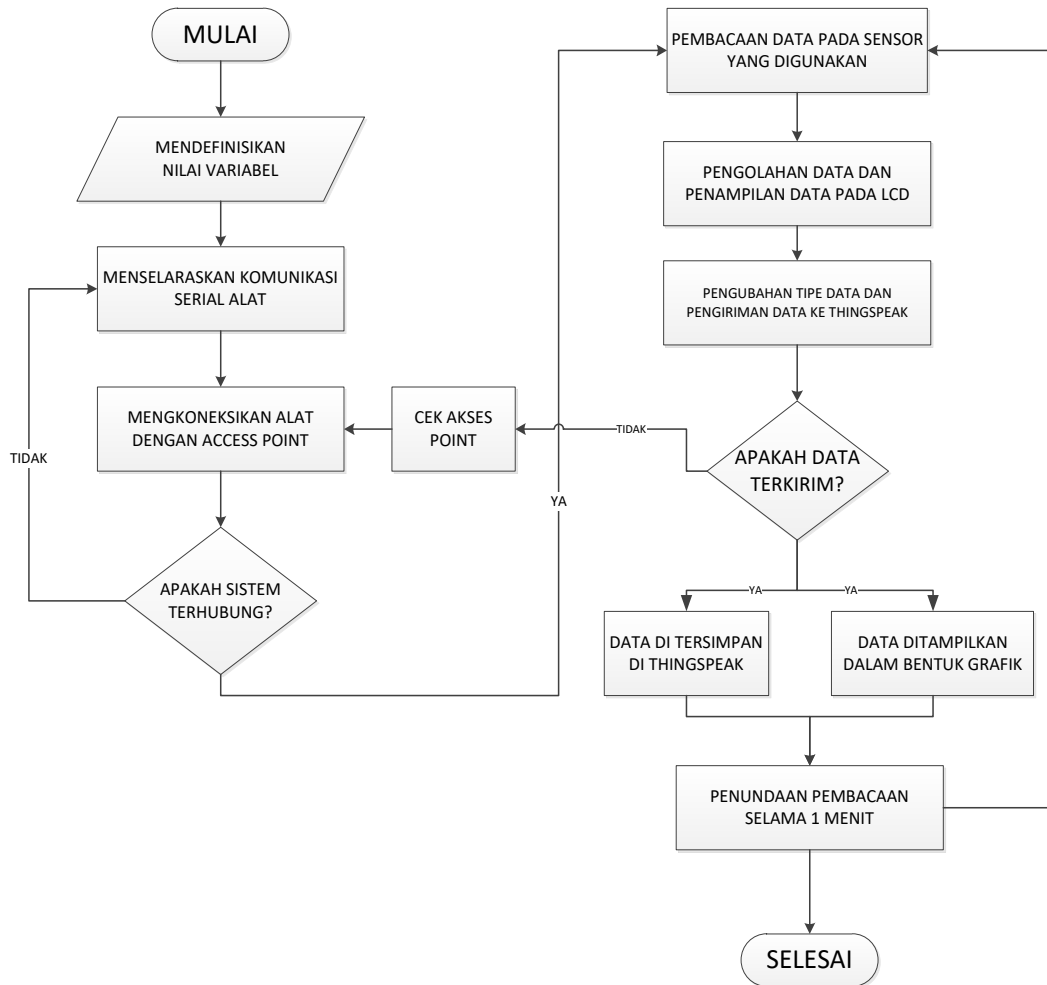 MULAI
MENDEFINISIKAN
NILAI VARIABEL
MENSELARASKAN KOMUNIKASI
SERIAL ALAT
MENGKONEKSIKAN ALAT
DENGAN ACCESS POINT
CEK AKSES
POINT
TIDAK
APAKAH SISTEM
TERHUBUNG?
YA
PEMBACAAN DATA PADA SENSOR
YANG DIGUNAKAN
PENGOLAHAN DATA DAN
PENAMPILAN DATA PADA LCD
PENGUBAHAN TIPE DATA DAN
PENGIRIMAN DATA KE THINGSPEAK
TIDAK
APAKAH DATA
TERKIRIM?
YA
YA
DATA DI TERSIMPAN
DI THINGSPEAK
DATA DITAMPILKAN
DALAM BENTUK GRAFIK
PENUNDAAN PEMBACAAN
SELAMA 1 MENIT
SELESAI